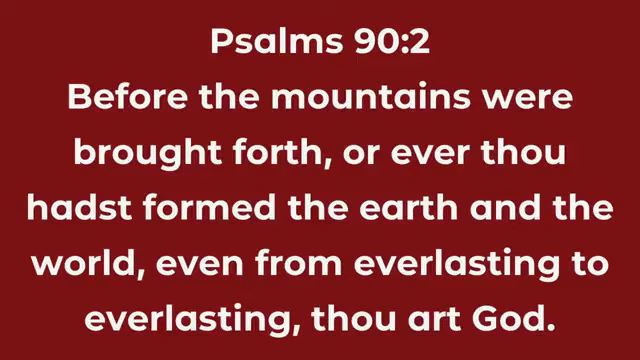 Psalms 90:2
Before the mountains were
brought forth, or ever thou
hadst formed the earth and the
world, even from everlasting to
everlasting, thou art God.